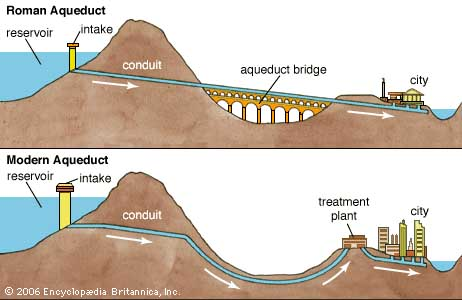 Roman Aqueduct
reservoir
intake
conduit
aqueduct bridge
city
Modern Aqueduct
reservoir
intake
conduit
treatment
plant
city
© 2006 Encyclopædia Britannica, Inc.